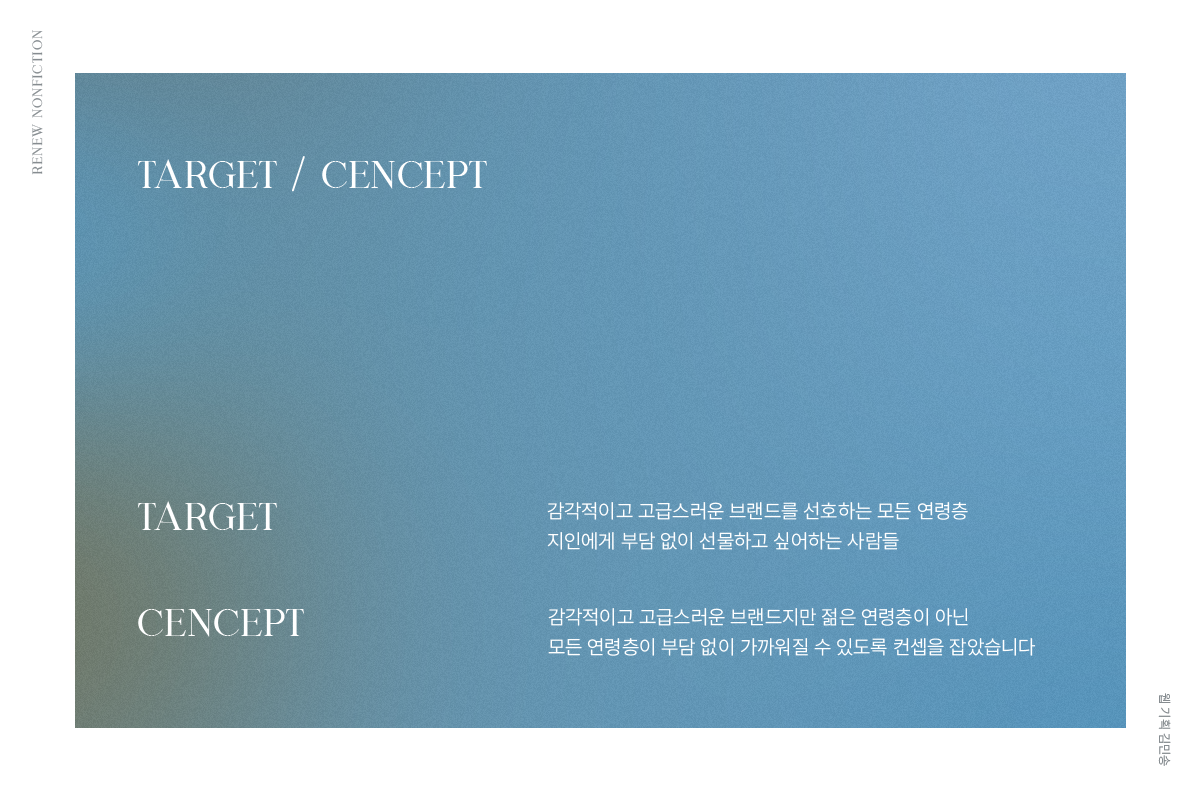 RENEW NONFICTION
TARGET / CENCEPT
TARGET
감각적이고 고급스러운 브랜드를 선호하는 모든 연령층
지인에게 부담 없이 선물하고 싶어하는 사람들
CENCEPT
감각적이고 고급스러운 브랜드지만 젊은 연령층이 아닌
모든 연령층이 부담 없이 가까워질 수 있도록 컨셉을 잡았습니다
웹 기획 김민송